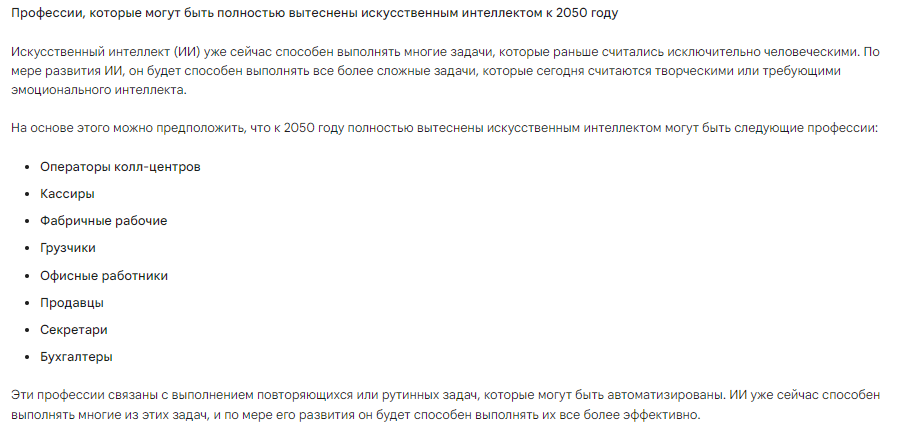 Профессии, которые могут быть полностью вытеснены искусственным интеллектом к 2050 году
Искусственный интеллект (ИИ) уже сейчас способен выполнять многие задачи, которые раньше считались исключительно человеческими. По
мере развития ИИ, он будет способен выполнять все более сложные задачи, которые сегодня считаются творческими или требующими
эмоционального интеллекта.
На основе этого можно предположить, что к 2050 году полностью вытеснены искусственным интеллектом могут быть следующие профессии:
• Операторы колл-центров
• Кассиры
• Фабричные рабочие
• Грузчики
• Офисные работники
• Продавцы
• Секретари
• Бухгалтеры
Эти профессии связаны с выполнением повторяющихся или рутинных задач, которые могут быть автоматизированы. ИИ уже сейчас способен
выполнять многие из этих задач, и по мере его развития он будет способен выполнять их все более эффективно.